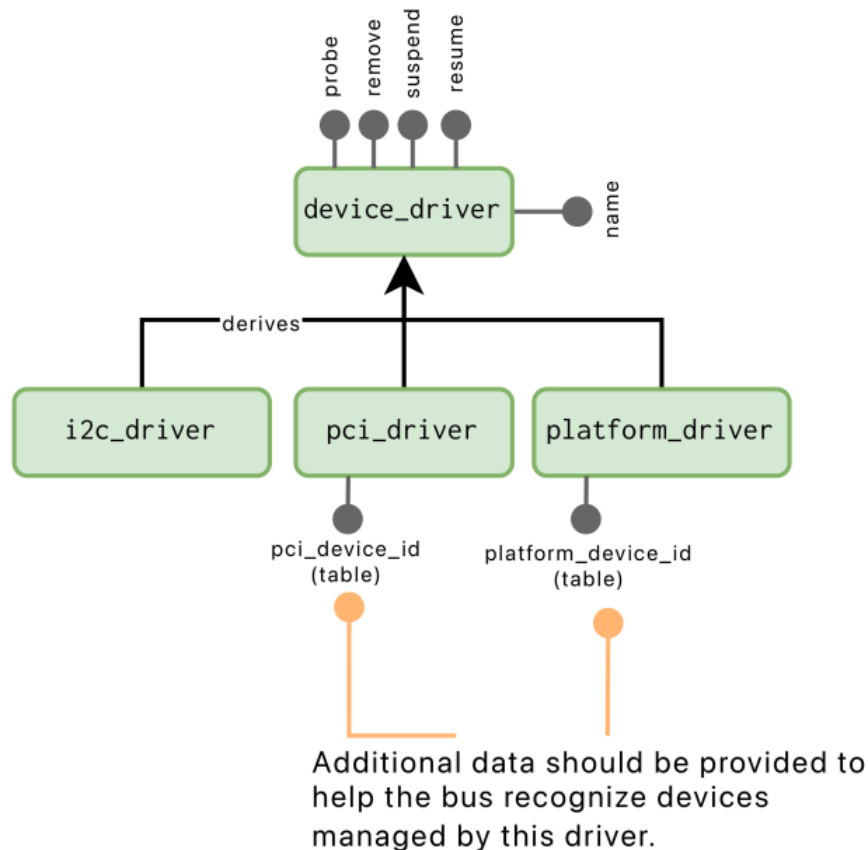 probe
remove
suspend
resume
device_driver
name
derives
i2c_driver
pci_driver
platform_driver
pci_device_id
(table)
platform_device_id
(table)
Additional data should be provided to
help the bus recognize devices
managed by this driver.